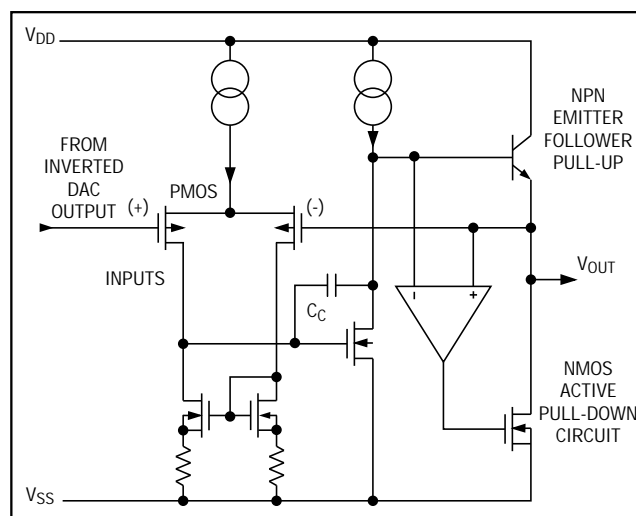 VDD
NPN
EMITTER
FOLLOWER
PULL-UP
FROM
INVERTED
DAC
OUTPUT
(+)
PMOS
(-)
INPUTS
CC
- +
VOUT
NMOS
ACTIVE
PULL-DOWN
CIRCUIT
VSS